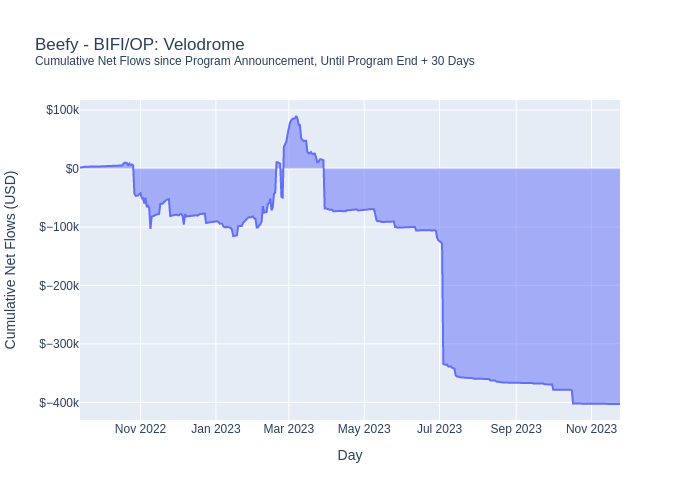 Beefy - BIFI/OP: Velodrome
Cumulative Net Flows since Program Announcement, Until Program End + 30 Days
Cumulative Net Flows (USD)
$100k
$0
$−100k
$−200k
$−300k
$−400k
Nov 2022
Jan 2023
Mar 2023
May 2023
Jul 2023
Sep 2023
Nov 2023
Day